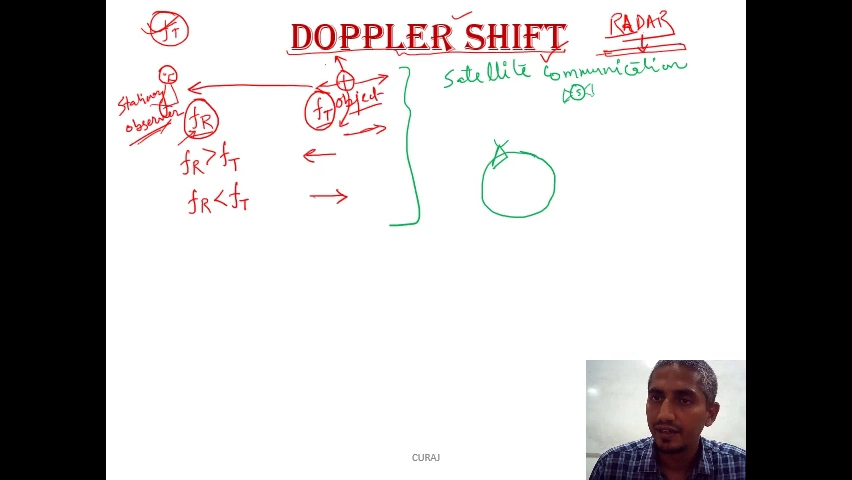 DOPPLER SHIFT
fT
RADAR
Satellite Communication
S
Stationary
observer
fR
fT object
fR>fT
fR<fT
CURAJ